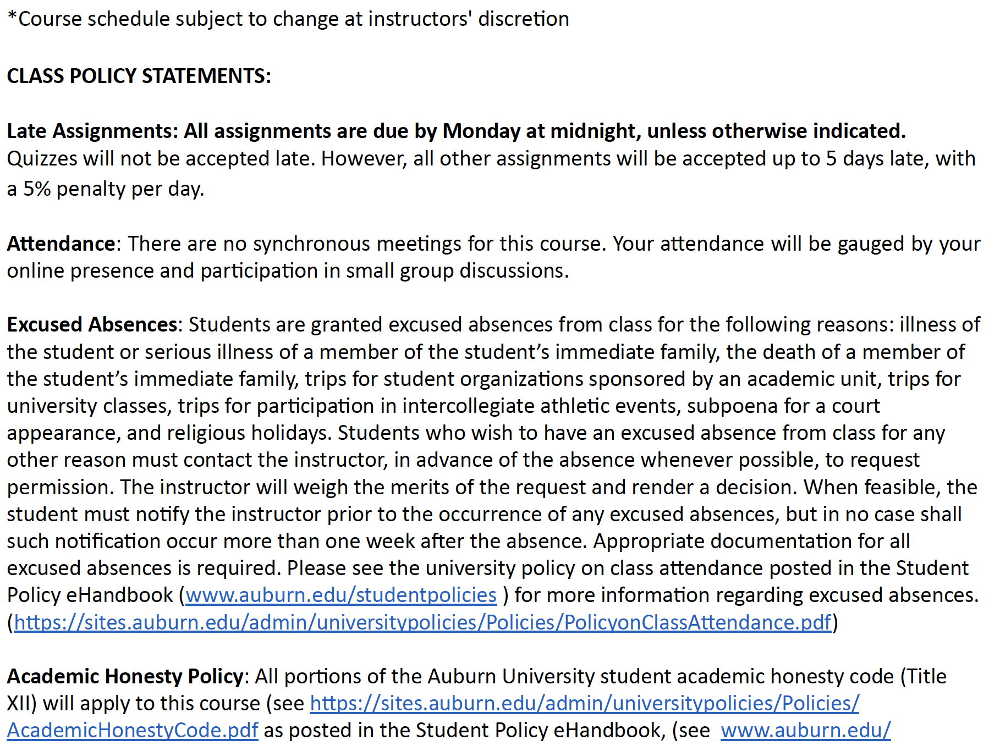 *Course schedule subject to change at instructors' discretion
CLASS POLICY STATEMENTS:
Late Assignments: All assignments are due by Monday at midnight, unless otherwise indicated.
Quizzes will not be accepted late. However, all other assignments will be accepted up to 5 days late, with
a 5% penalty per day.
Attendance: There are no synchronous meetings for this course. Your attendance will be gauged by your
online presence and participation in small group discussions.
Excused Absences: Students are granted excused absences from class for the following reasons: illness of
the student or serious illness of a member of the student’s immediate family, the death of a member of
the student’s immediate family, trips for student organizations sponsored by an academic unit, trips for
university classes, trips for participation in intercollegiate athletic events, subpoena for a court
appearance, and religious holidays. Students who wish to have an excused absence from class for any
other reason must contact the instructor, in advance of the absence whenever possible, to request
permission. The instructor will weigh the merits of the request and render a decision. When feasible, the
student must notify the instructor prior to the occurrence of any excused absences, but in no case shall
such notification occur more than one week after the absence. Appropriate documentation for all
excused absences is required. Please see the university policy on class attendance posted in the Student
Policy eHandbook (www.auburn.edu/studentpolicies ) for more information regarding excused absences.
(https://sites.auburn.edu/admin/universitypolicies/Policies/PolicyonClassAttendance.pdf)
Academic Honesty Policy: All portions of the Auburn University student academic honesty code (Title
XII) will apply to this course (see https://sites.auburn.edu/admin/universitypolicies/Policies/
AcademicHonestyCode.pdf as posted in the Student Policy eHandbook, (see www.auburn.edu/